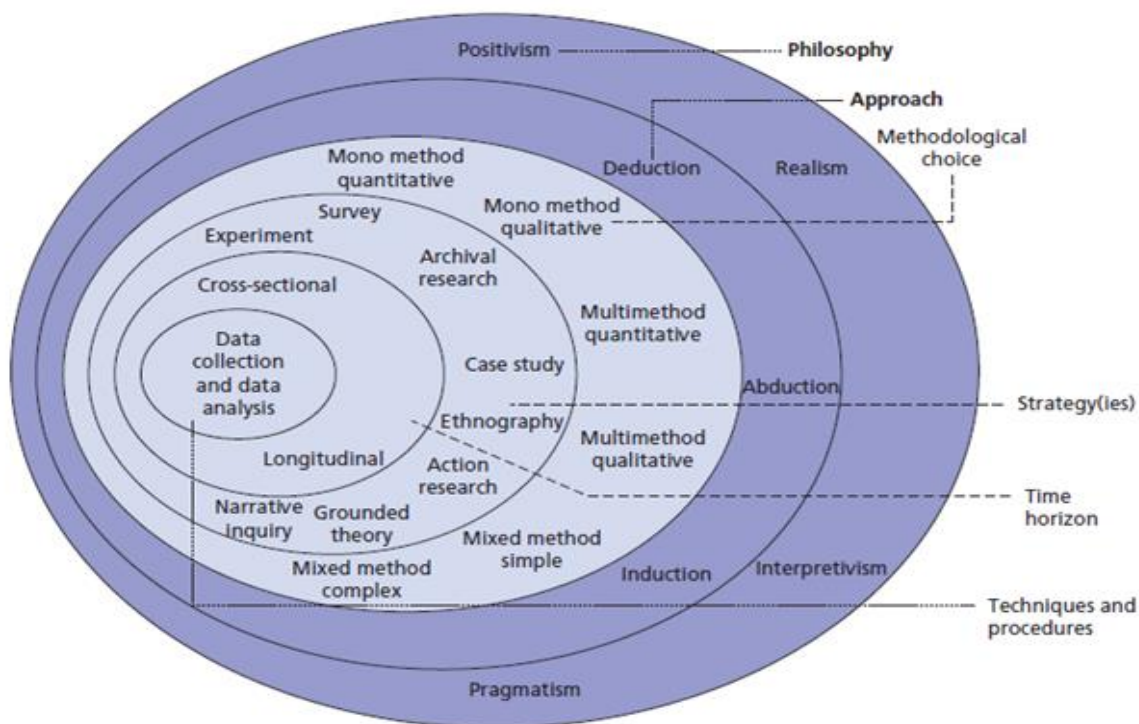 Positivism
Philosophy
Approach
Methodological
choice
Mono method
quantitative
Deduction
Realism
Survey
Mono method
qualitative
Experiment
Archival
research
Cross-sectional
Multimethod
quantitative
Data
collection
and data
analysis
Case study
Abduction
Strategy(ies)
Ethnography
Multimethod
qualitative
Longitudinal
Action
research
Time
horizon
Narrative
inquiry
Grounded
theory
Mixed method
simple
Mixed method
complex
Induction
Interpretivism
Techniques and
procedures
Pragmatism